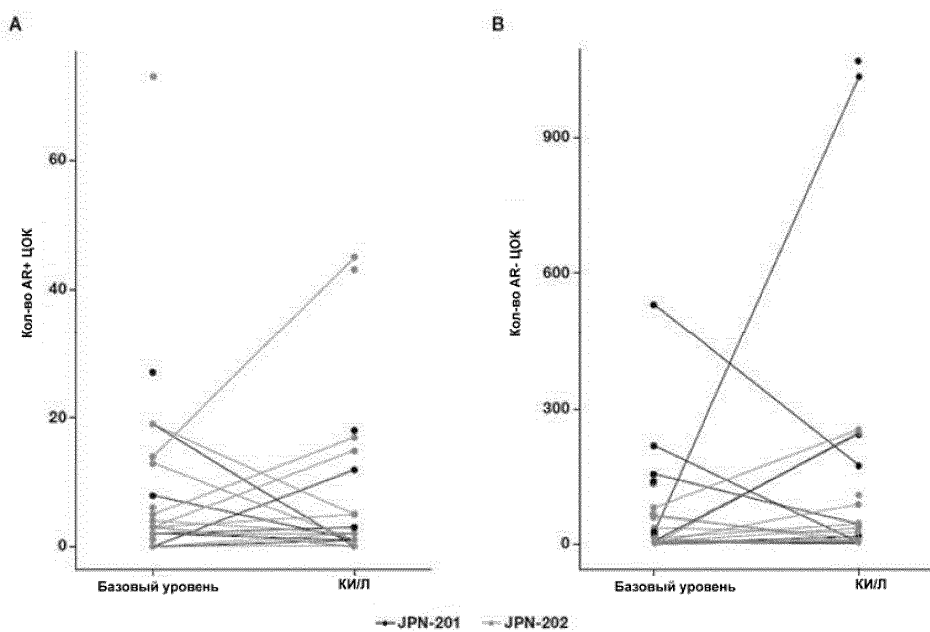 A
B
Кол-во AR+ ЦОК
60
40
20
0
Базовый уровень
КИ/Л
Кол-во AR- ЦОК
900
600
300
0
Базовый уровень
КИ/Л
JPN-201 JPN-202